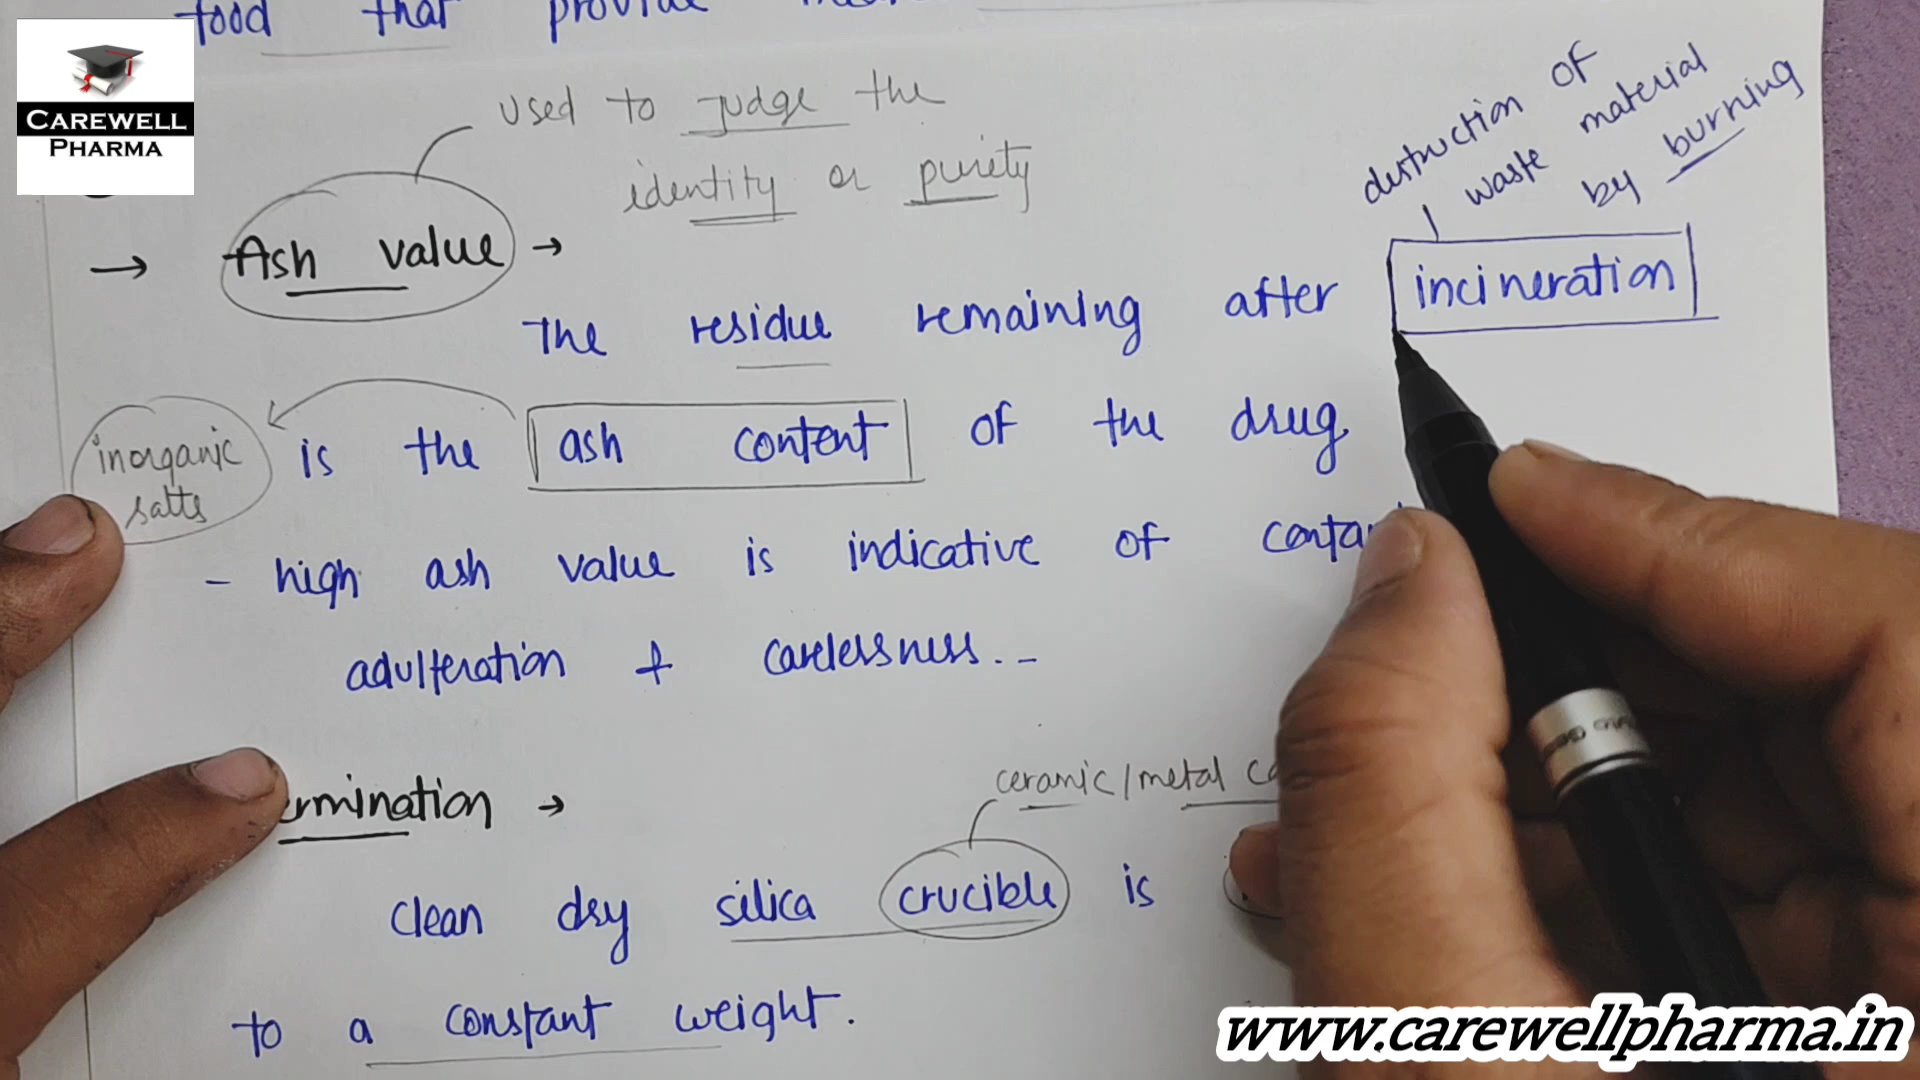 food that provide
CAREWELL
PHARMA
used to judge the
identity or purity
destruction of
waste material
by burning
→ Ash value →
The residue remaining after incineration
inorganic
salts
is the ash content of the drug
- high ash value is indicative of
adulteration + carelessness..-
ermination →
ceramic/metal
clean dry silica crucible is
to a constant weight.
www.carewellpharma.in